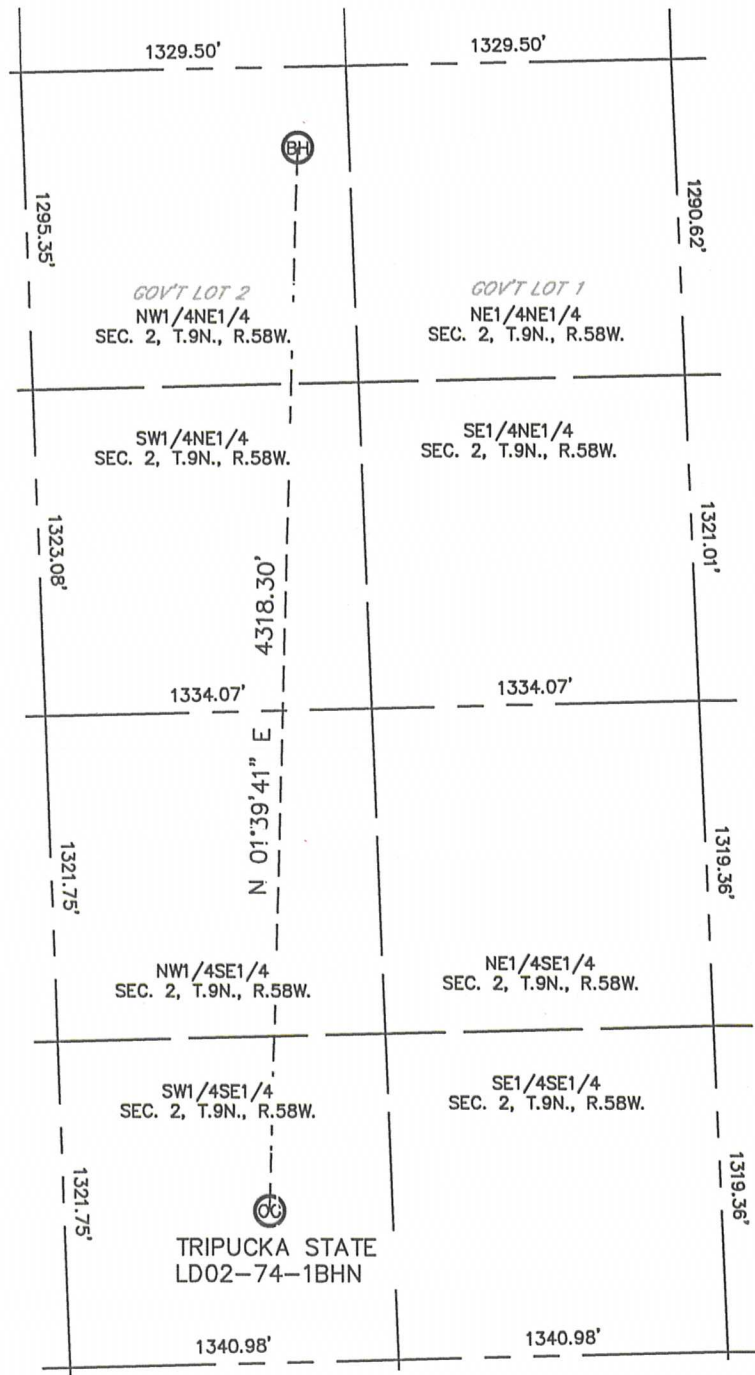 1329.50'
1329.50'
BH
1295.35'
1290.62'
GOV'T LOT 2
NW1/4NE1/4
SEC. 2, T.9N., R.58W.
GOV'T LOT 1
NE1/4NE1/4
SEC. 2, T.9N., R.58W.
SW1/4NE1/4
SEC. 2, T.9N., R.58W.
SE1/4NE1/4
SEC. 2, T.9N., R.58W.
1323.08'
1321.01'
N 01°39'41" E 4318.30'
1334.07'
1334.07'
1321.75'
1319.36'
NW1/4SE1/4
SEC. 2, T.9N., R.58W.
NE1/4SE1/4
SEC. 2, T.9N., R.58W.
SW1/4SE1/4
SEC. 2, T.9N., R.58W.
SE1/4SE1/4
SEC. 2, T.9N., R.58W.
1321.75'
1319.36'
TRIPUCKA STATE
LD02-74-1BHN
1340.98'
1340.98'